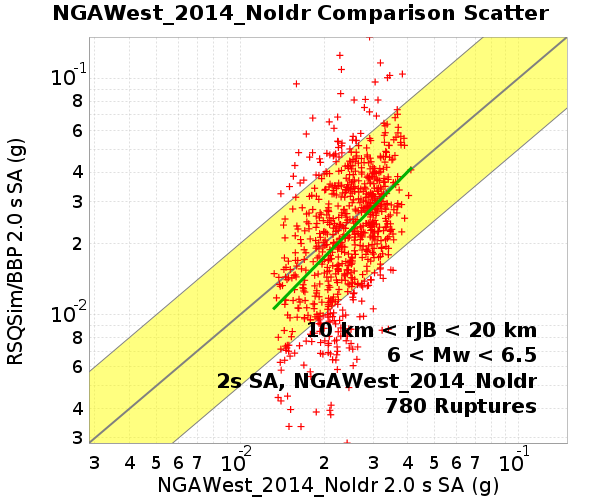 NGAWest_2014_NoIdr Comparison Scatter
RSQSim/BBP 2.0 s SA (g)
10^-1
8
6
4
3
2
10^-2
8
6
4
3
10 km < rJB < 20 km
6 < Mw < 6.5
2s SA, NGAWest_2014_NoIdr
780 Ruptures
3 4 5 6 7 10^-2 2 3 4 5 6 7 10^-1
NGAWest_2014_NoIdr 2.0 s SA (g)